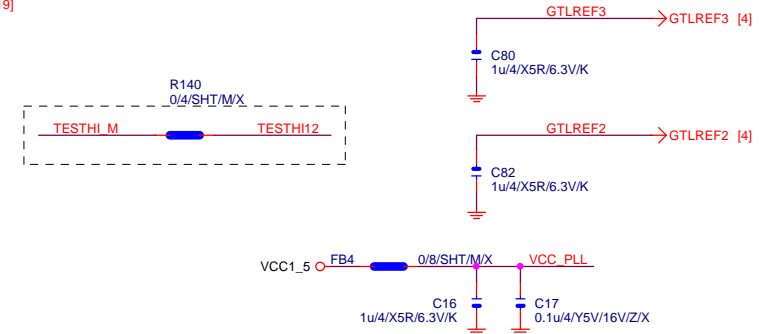 19]
GTLREF3
GTLREF3 [4]
C80
1u/4/X5R/6.3V/K
R140
0/4/SHT/M/X
TESTHI_M
TESTHI12
GTLREF2
GTLREF2 [4]
C82
1u/4/X5R/6.3V/K
VCC1_5
FB4
0/8/SHT/M/X
VCC_PLL
C16
1u/4/X5R/6.3V/K
C17
0.1u/4/Y5V/16V/Z/X